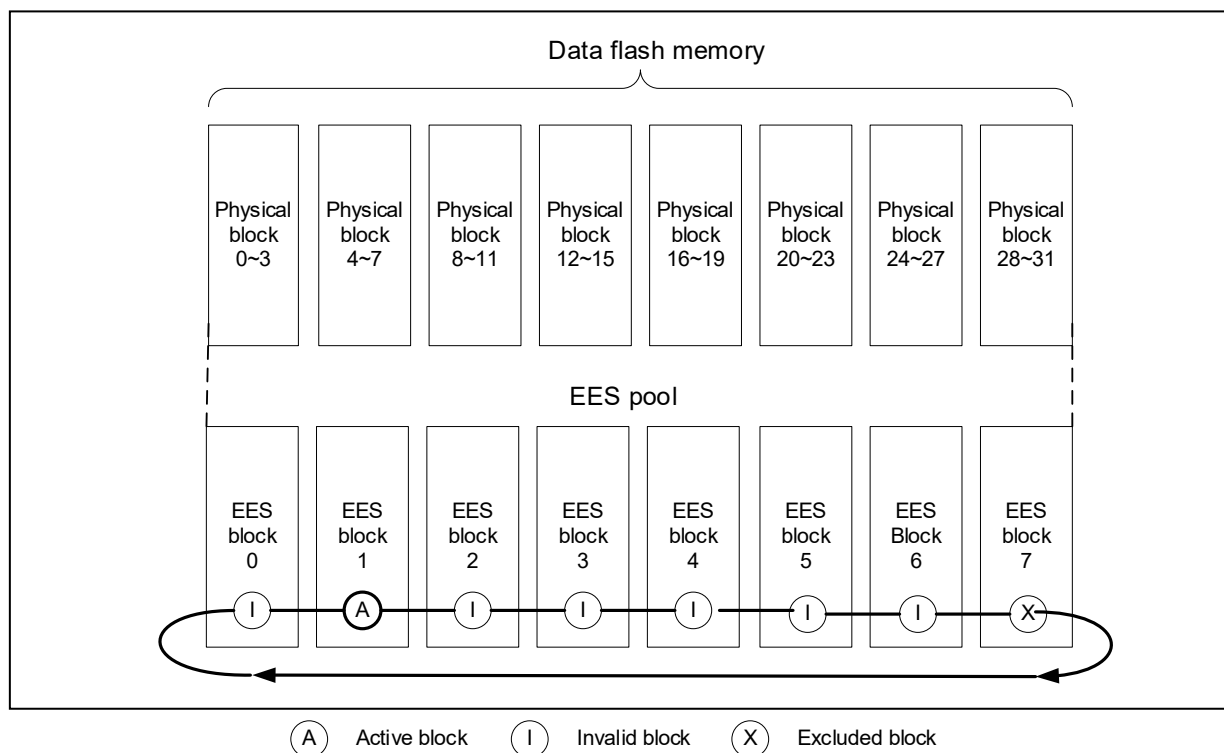 Data flash memory
Physical block 0~3
Physical block 4~7
Physical block 8~11
Physical block 12~15
Physical block 16~19
Physical block 20~23
Physical block 24~27
Physical block 28~31
EES pool
EES block 0
EES block 1
EES block 2
EES block 3
EES block 4
EES block 5
EES Block 6
EES block 7
I A I I I I I X
A Active block I Invalid block X Excluded block